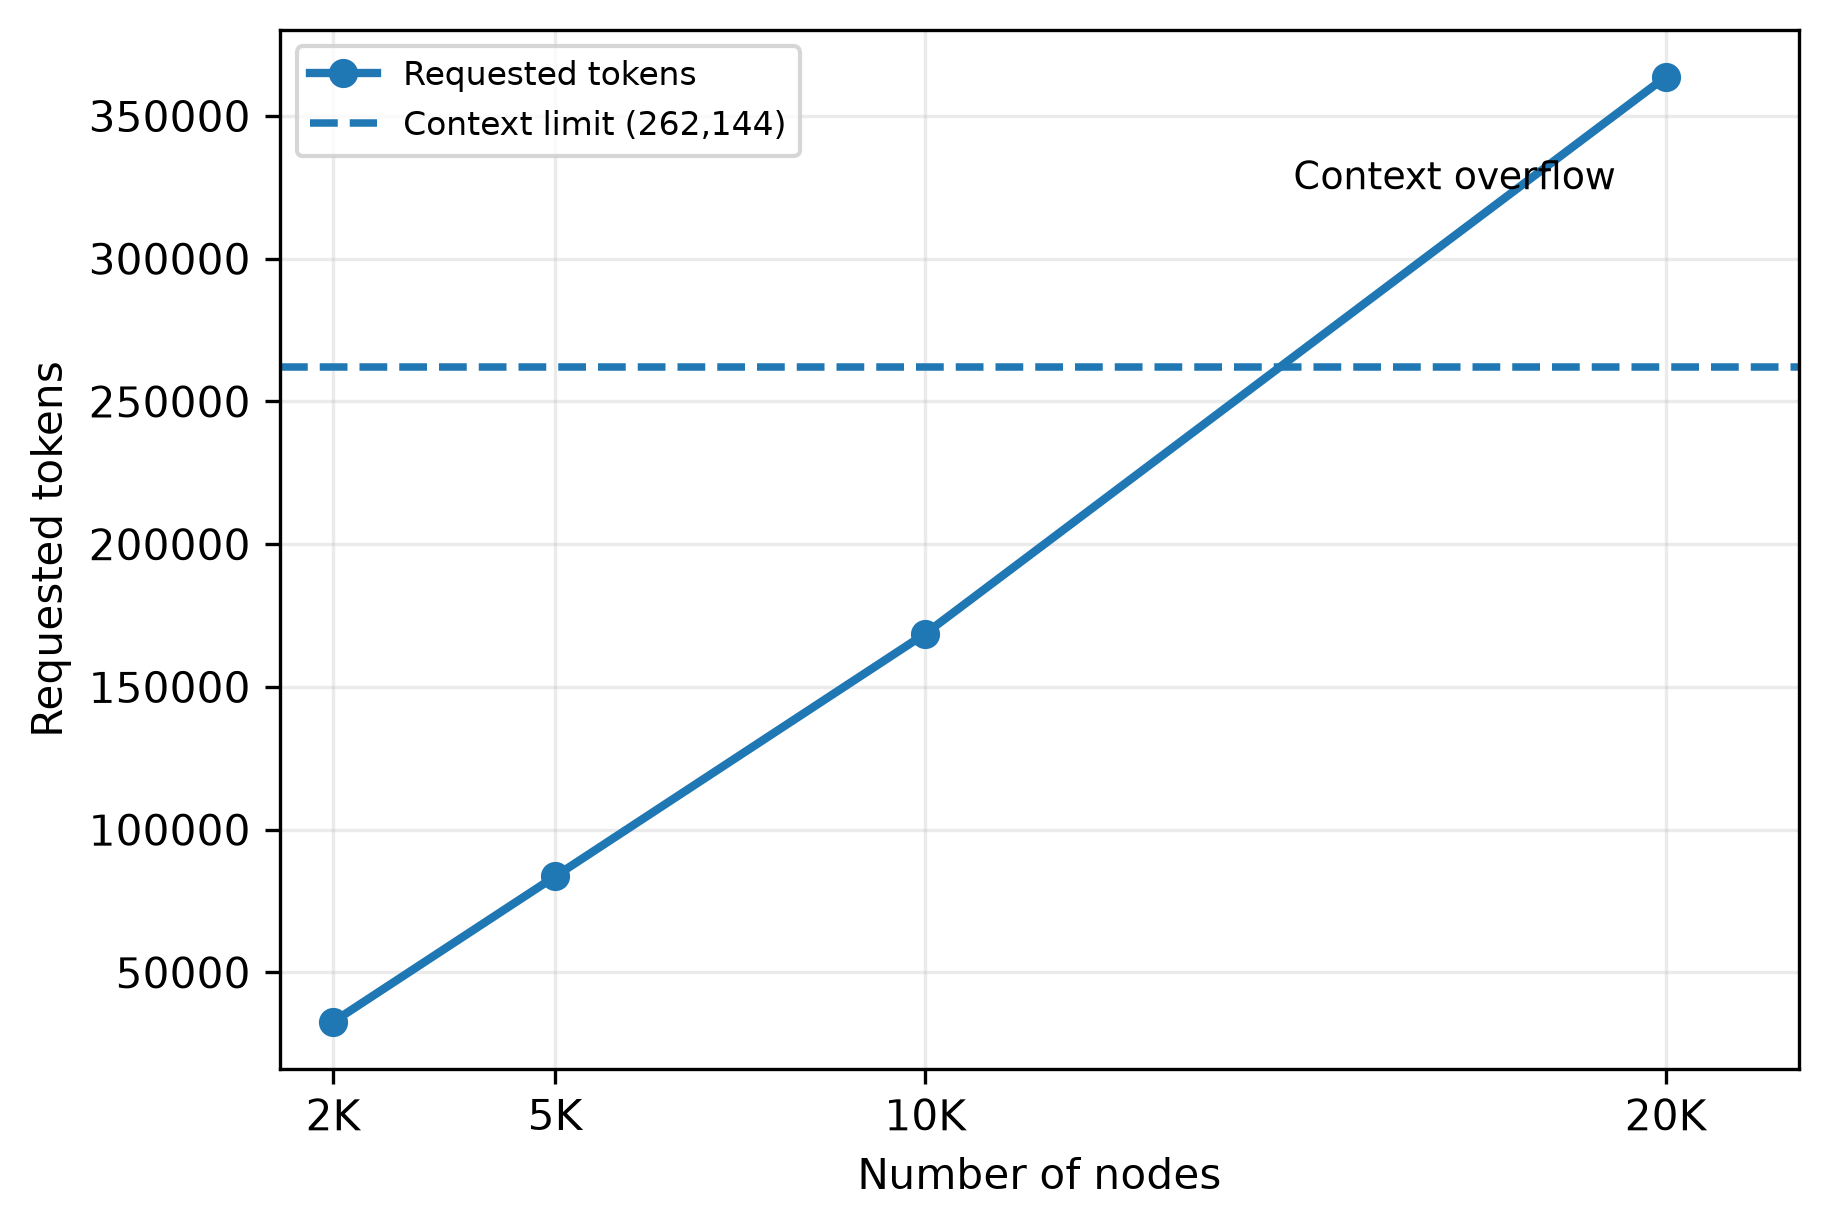 Requested tokens
Context limit (262,144)
Context overflow
350000
300000
250000
200000
150000
100000
50000
Requested tokens
2K
5K
10K
20K
Number of nodes